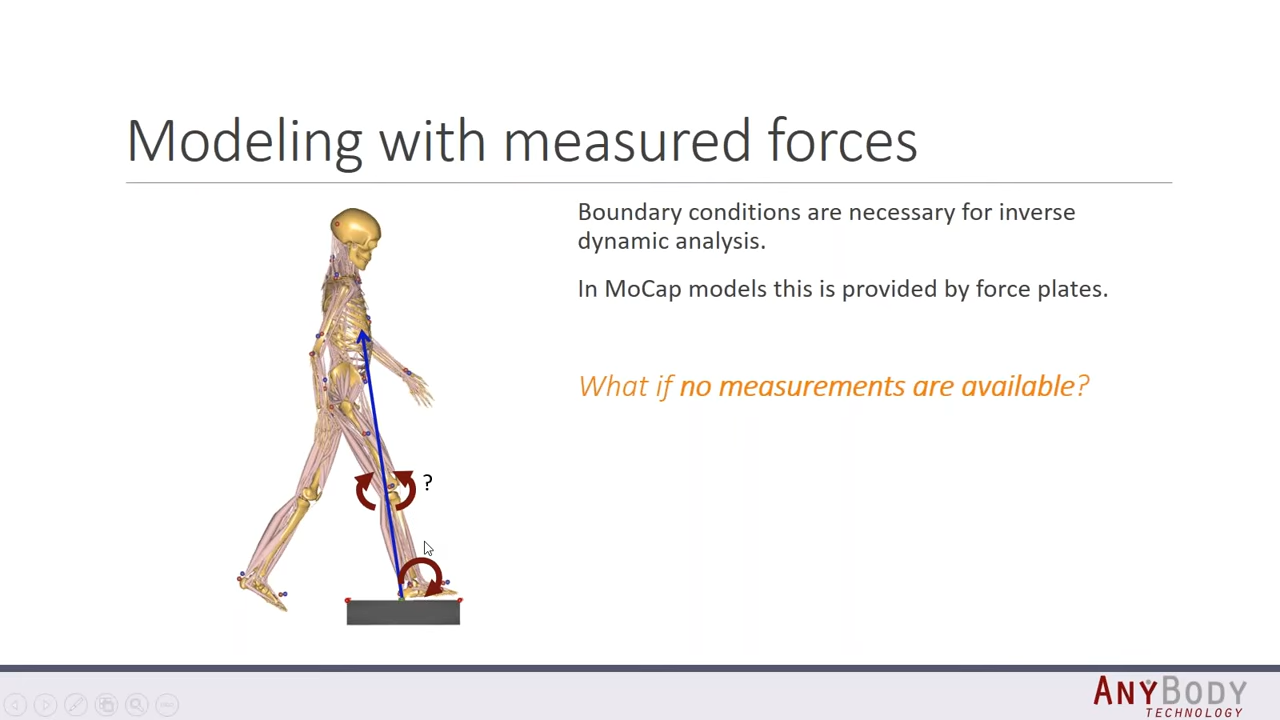 Modeling with measured forces
Boundary conditions are necessary for inverse
dynamic analysis.
In MoCap models this is provided by force plates.
What if no measurements are available?
?
ANYBODY
TECHNOLOGY